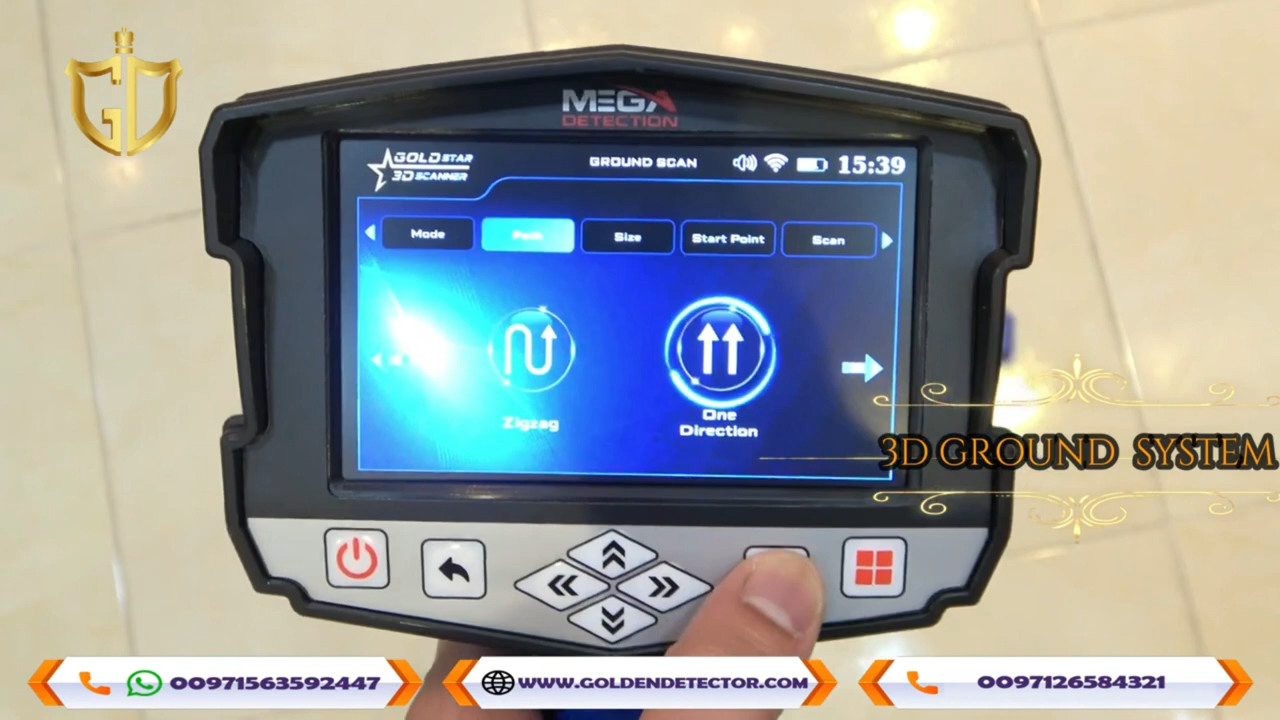 GD
MEGA
DETECTION
GOLD STAR
3D SCANNER
GROUND SCAN
15:39
Mode
Path
Size
Start Point
Scan
Zigzag
One
Direction
3D GROUND SYSTEM
00971563592447
WWW.GOLDENDETECTOR.COM
0097126584321